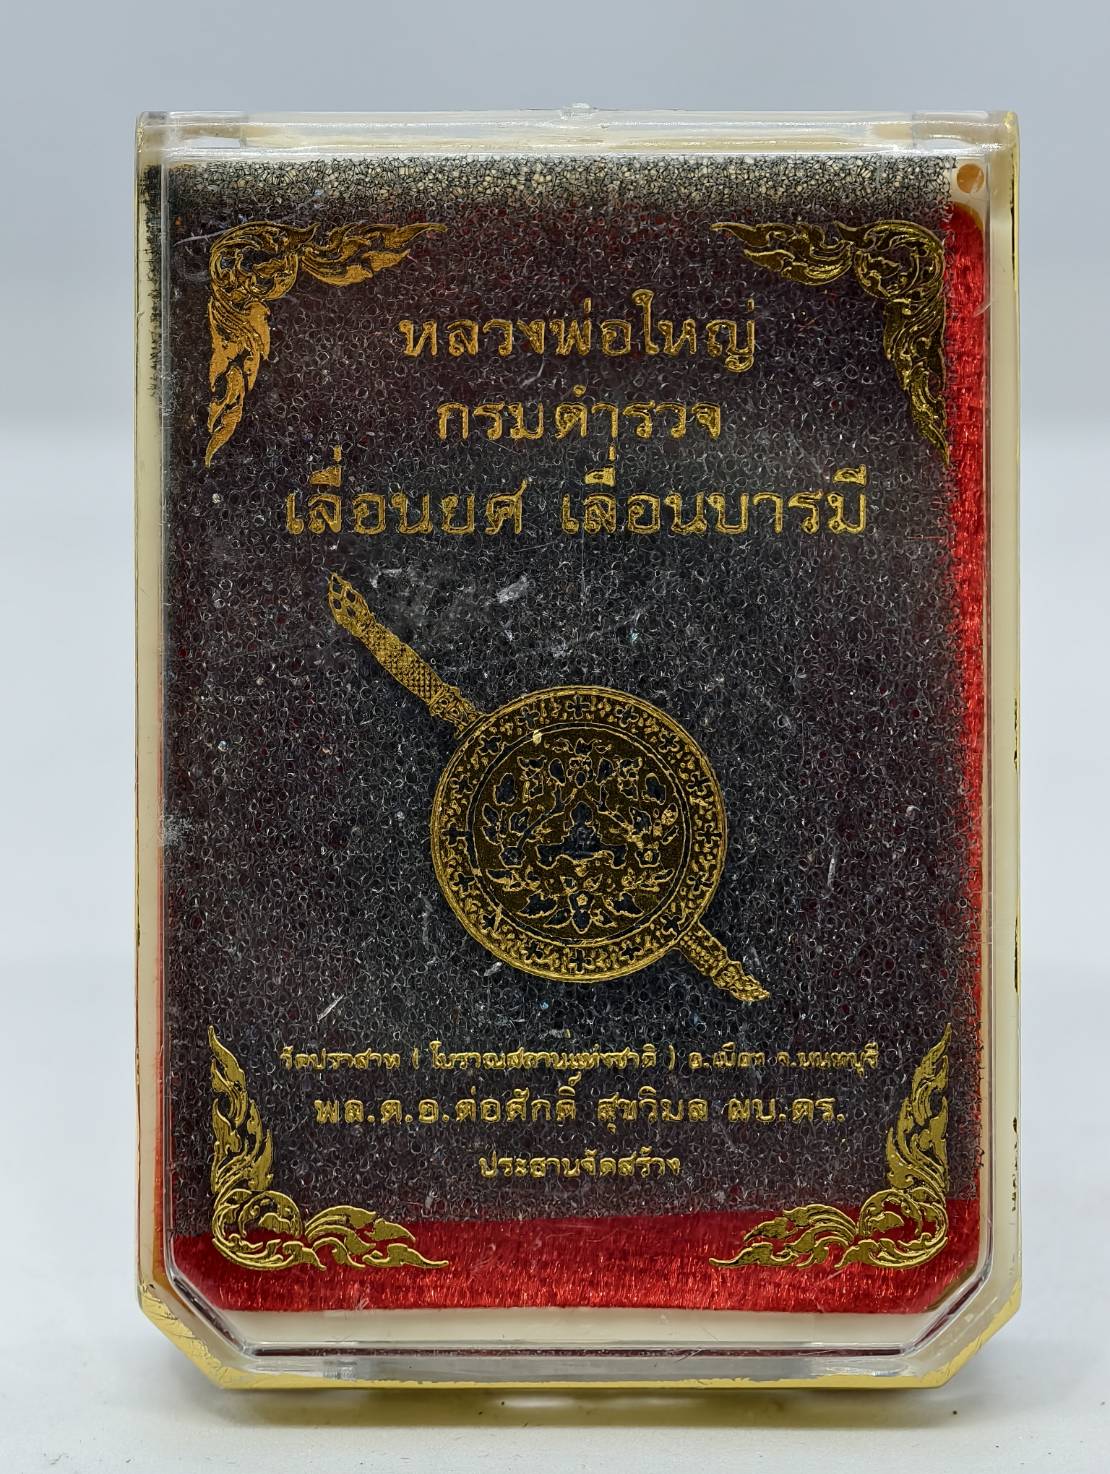 หลวงพ่อใหญ่
กรมตำรวจ
เลื่อนยศ เลื่อนบารมี
วัดปราสาท ( โบราณสถานแห่งชาติ ) อ.เมือง จ.นนทบุรี
พล.ต.อ.ต่อศักดิ์ สุขวิมล ผบ.ตร.
ประธานจัดสร้าง